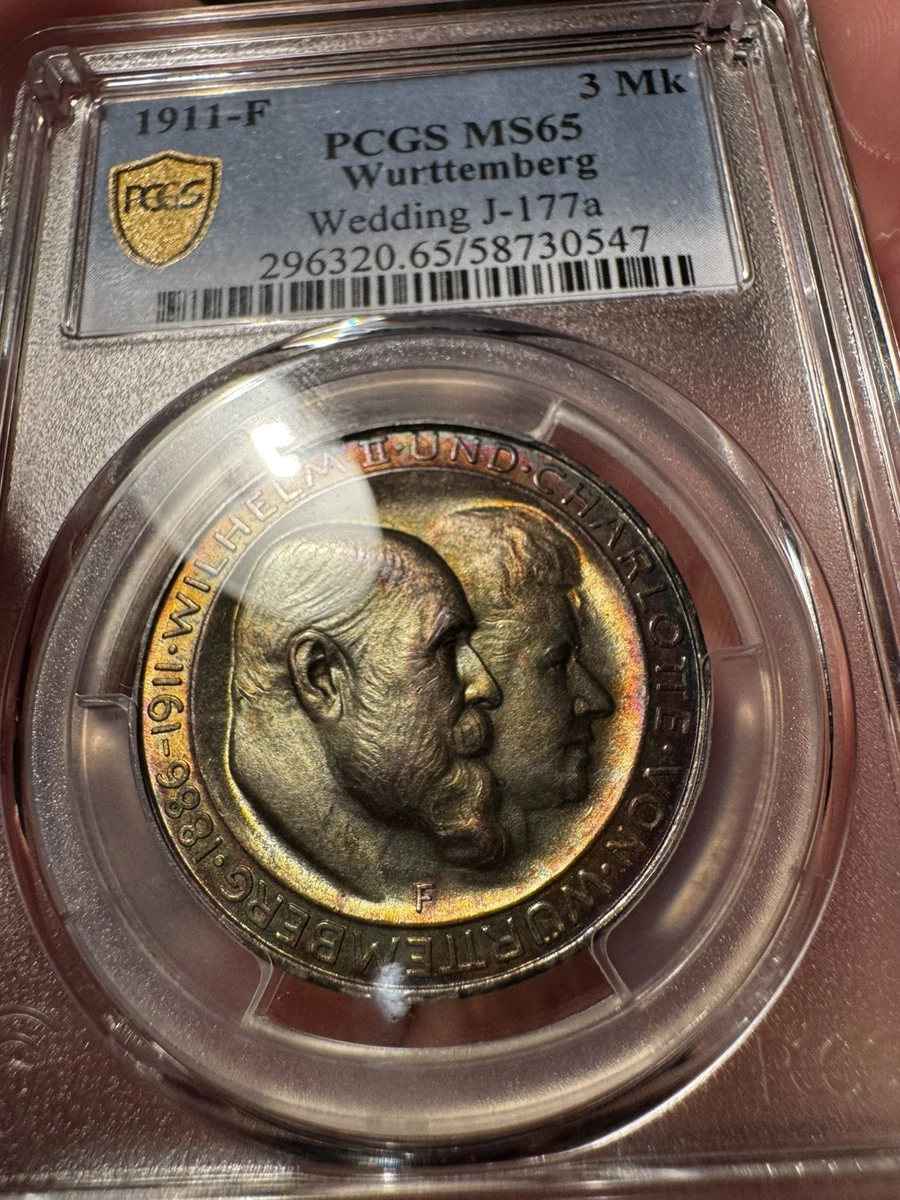 1911-F 3 Mk
PCGS MS65
Wurttemberg
PCGS
Wedding J-177a
296320.65/58730547
·WILHELM II·UND·CHARLOTTE·VON·WÜRTTEMBERG·1886-1911
F